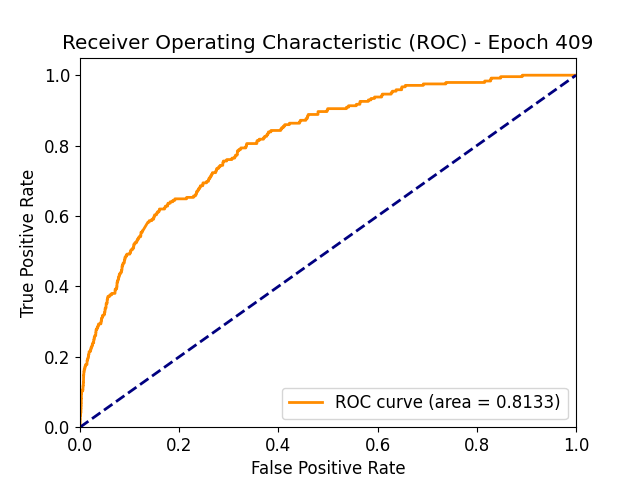 Receiver Operating Characteristic (ROC) - Epoch 409
True Positive Rate
1.0
0.8
0.6
0.4
0.2
0.0
ROC curve (area = 0.8133)
0.0 0.2 0.4 0.6 0.8 1.0
False Positive Rate